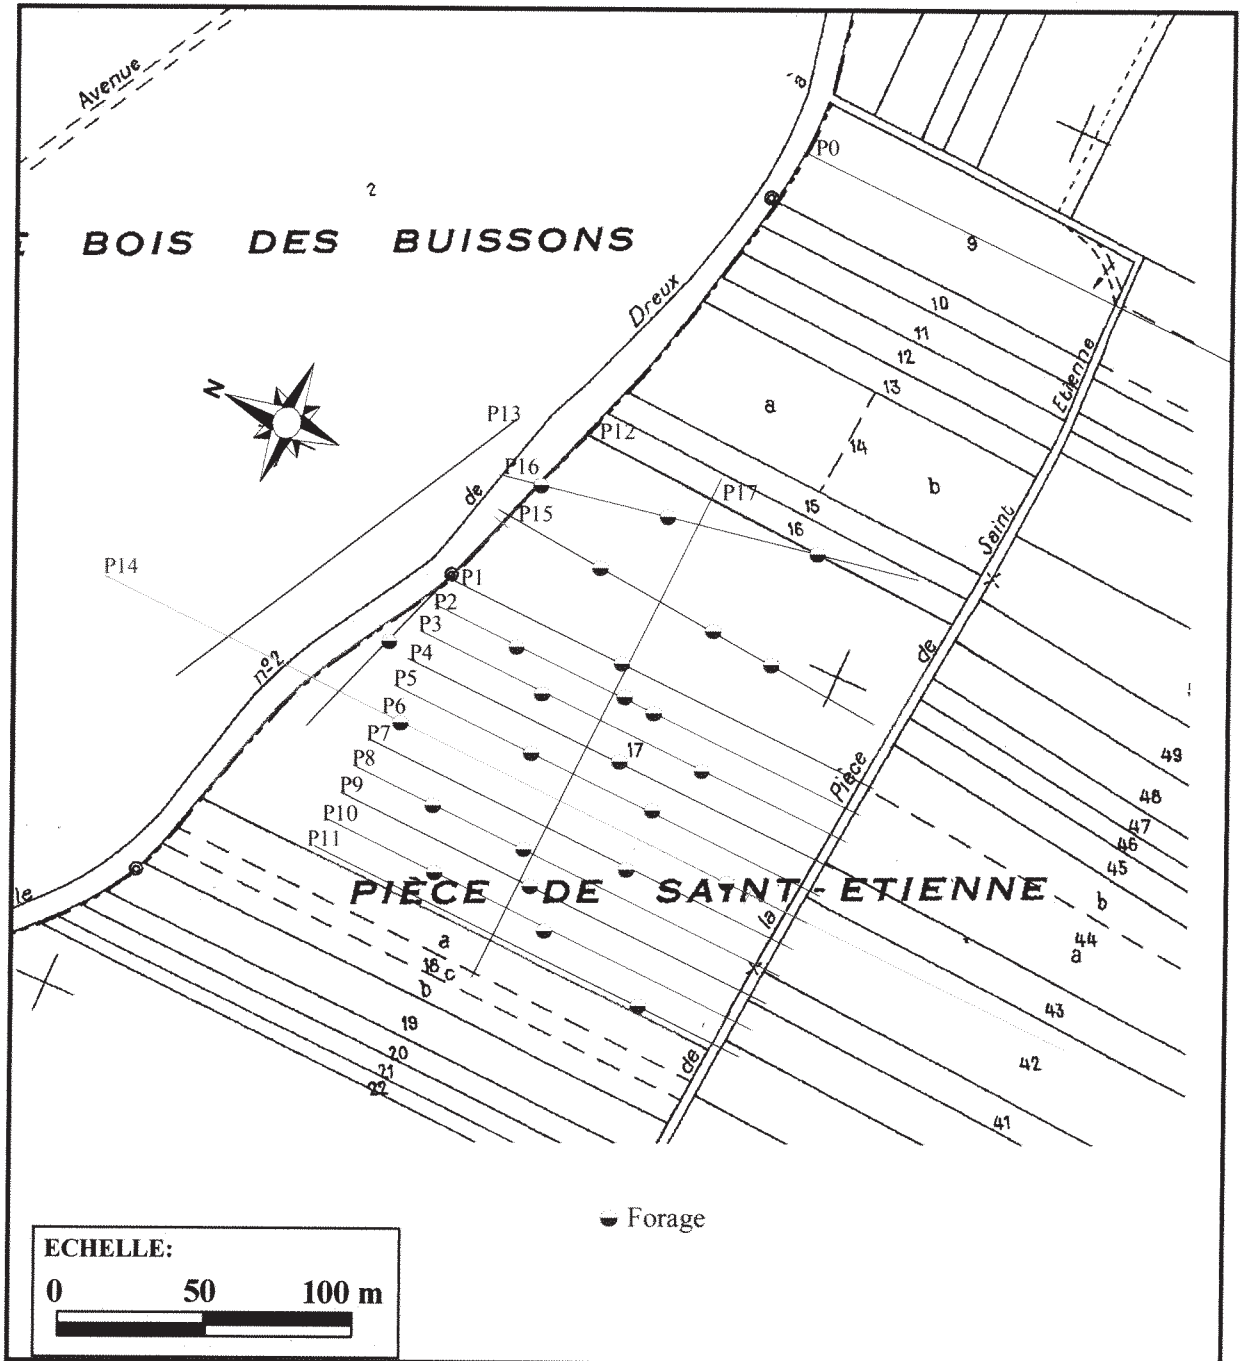 Avenue
à
P0
2
E BOIS DES BUISSONS
9
10
11
12
13
Dreux
Etienne
N
a
14
b
P13
P12
P16
de
P17
15
16
Saint
P15
P14
P1
P2
P3
P4
P5
P6
P7
P8
P9
P10
P11
n°2
17
de
Pièce
49
48
47
46
45
b
44
a
43
42
41
le
PIÈCE DE SAINT-ETIENNE
la
de
a
18
c
b
19
20
21
22
Forage
ECHELLE:
0 50 100 m